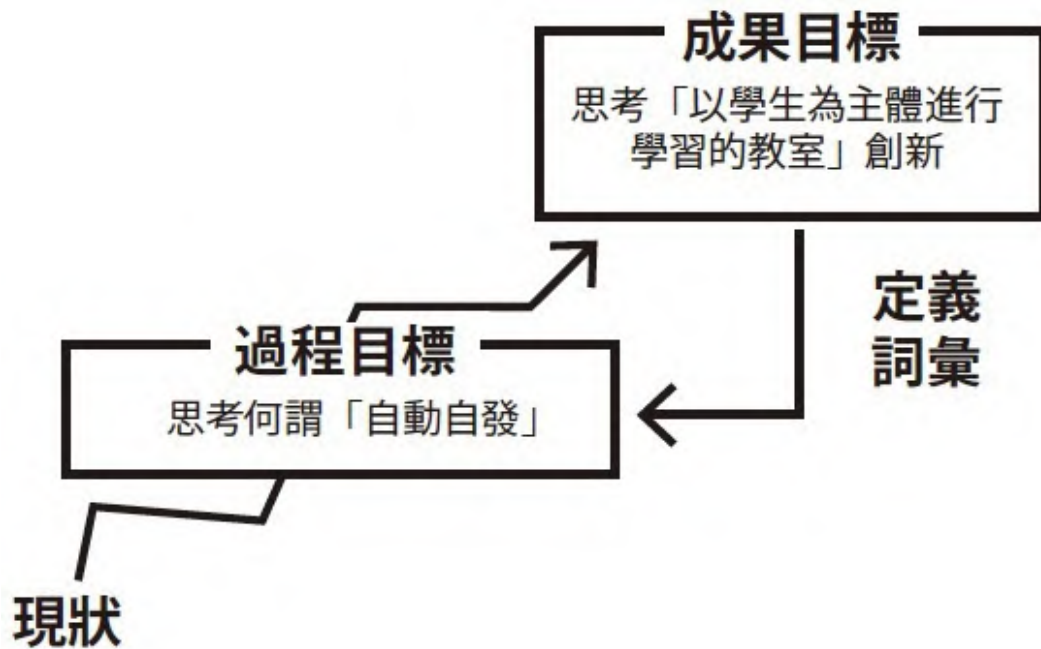 成果目標
思考「以學生為主體進行
學習的教室」創新
定義
詞彙
過程目標
思考何謂「自動自發」
現狀